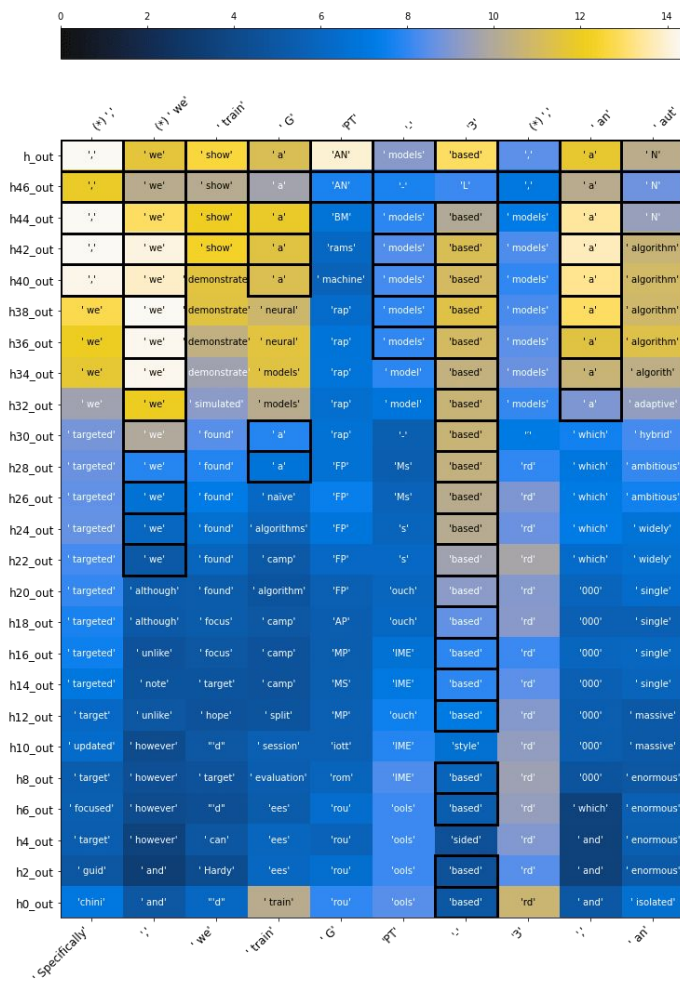 0 2 4 6 8 10 12 14
(*) ',' (*) ' we' ' train' ' G' 'PT' '-' '3' (*) ',' ' an' ' aut'
h_out ',' ' we' ' show' ' a' 'AN' ' models' 'based' ',' ' a' ' N'
h46_out ',' ' we' ' show' ' a' 'AN' '-' 'L' ',' ' a' ' N'
h44_out ',' ' we' ' show' ' a' 'BM' ' models' 'based' ' models' ' a' ' N'
h42_out ',' ' we' ' show' ' a' 'rams' ' models' 'based' ' models' ' a' ' algorithm'
h40_out ',' ' we' ' demonstrate' ' a' ' machine' ' models' 'based' ' models' ' a' ' algorithm'
h38_out ' we' ' we' ' demonstrate' ' neural' 'rap' ' models' 'based' ' models' ' a' ' algorithm'
h36_out ' we' ' we' ' demonstrate' ' neural' 'rap' ' models' 'based' ' models' ' a' ' algorithm'
h34_out ' we' ' we' ' demonstrate' ' models' 'rap' ' model' 'based' ' models' ' a' ' algorith'
h32_out ' we' ' we' ' simulated' ' models' 'rap' ' model' 'based' ' models' ' a' ' adaptive'
h30_out ' targeted' ' we' ' found' ' a' 'rap' '-' 'based' '"' ' which' ' hybrid'
h28_out ' targeted' ' we' ' found' ' a' 'FP' 'Ms' 'based' 'rd' ' which' ' ambitious'
h26_out ' targeted' ' we' ' found' ' naïve' 'FP' 'Ms' 'based' 'rd' ' which' ' ambitious'
h24_out ' targeted' ' we' ' found' ' algorithms' 'FP' 's' 'based' 'rd' ' which' ' widely'
h22_out ' targeted' ' we' ' found' ' camp' 'FP' 's' 'based' 'rd' ' which' ' widely'
h20_out ' targeted' ' although' ' found' ' algorithm' 'FP' 'ouch' 'based' 'rd' '000' ' single'
h18_out ' targeted' ' although' ' focus' ' camp' 'AP' 'ouch' 'based' 'rd' '000' ' single'
h16_out ' targeted' ' unlike' ' focus' ' camp' 'MP' 'IME' 'based' 'rd' '000' ' single'
h14_out ' targeted' ' note' ' target' ' camp' 'MS' 'IME' 'based' 'rd' '000' ' single'
h12_out ' target' ' unlike' ' hope' ' split' 'MP' 'ouch' 'based' 'rd' '000' ' massive'
h10_out ' updated' ' however' "'d" ' session' 'iott' 'IME' 'style' 'rd' '000' ' massive'
h8_out ' target' ' however' ' target' ' evaluation' 'rom' 'IME' 'based' 'rd' '000' ' enormous'
h6_out ' focused' ' however' "'d" 'ees' 'rou' 'ools' 'based' 'rd' ' which' ' enormous'
h4_out ' target' ' however' ' can' 'ees' 'rou' 'ools' 'sided' 'rd' ' and' ' enormous'
h2_out ' guid' ' and' ' Hardy' 'ees' 'rou' 'ools' 'based' 'rd' ' and' ' enormous'
h0_out 'chini' ' and' "'d" ' train' 'rou' 'ools' 'based' 'rd' ' and' ' isolated'
' Specifically' ',' ' we' ' train' ' G' 'PT' '-' '3' ',' ' an'